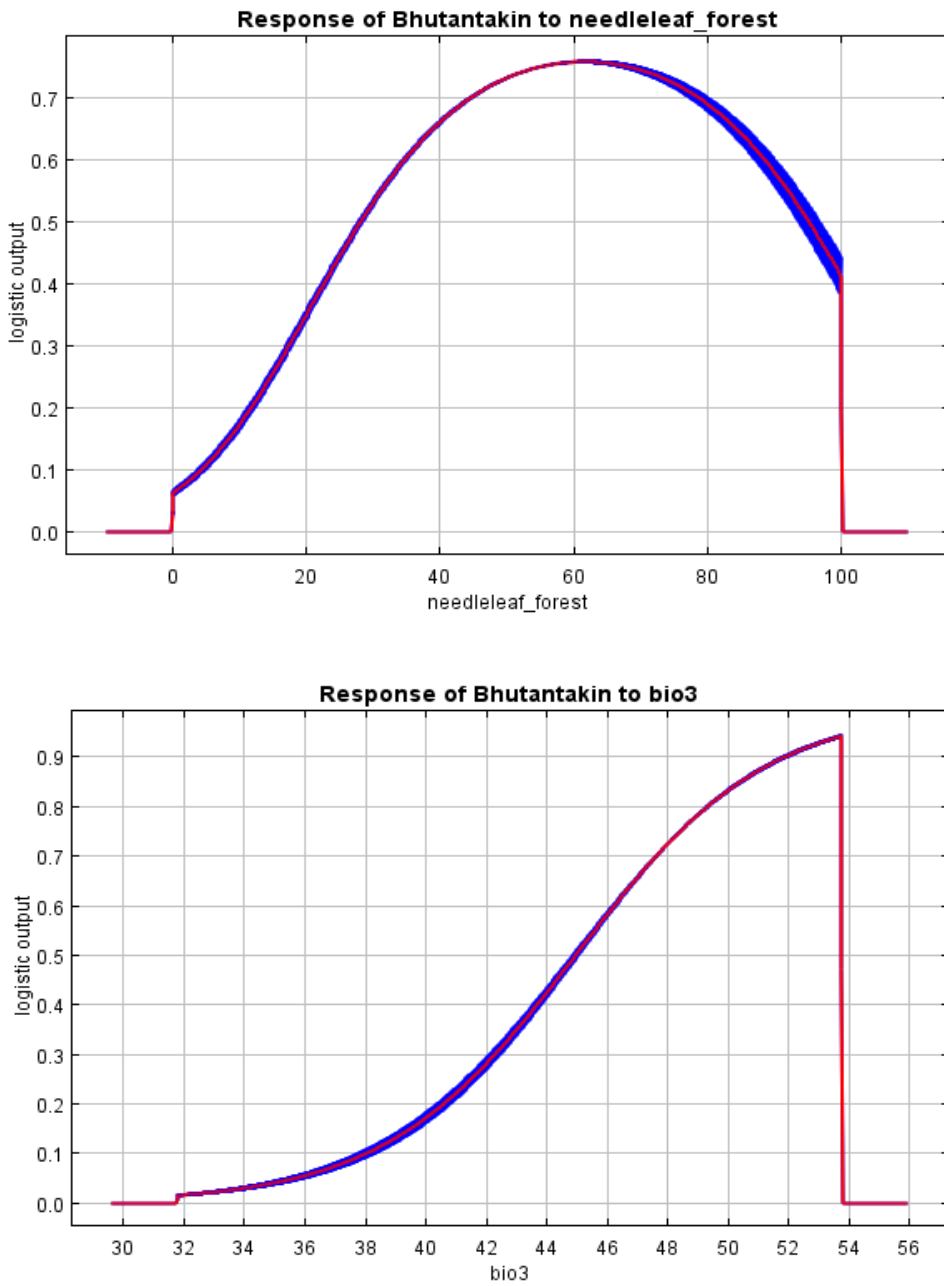 Response of Bhutantakin to needleleaf_forest
0.7
0.6
0.5
0.4
0.3
0.2
0.1
0.0
logistic output
0 20 40 60 80 100
needleleaf_forest
Response of Bhutantakin to bio3
0.9
0.8
0.7
0.6
0.5
0.4
0.3
0.2
0.1
0.0
logistic output
30 32 34 36 38 40 42 44 46 48 50 52 54 56
bio3